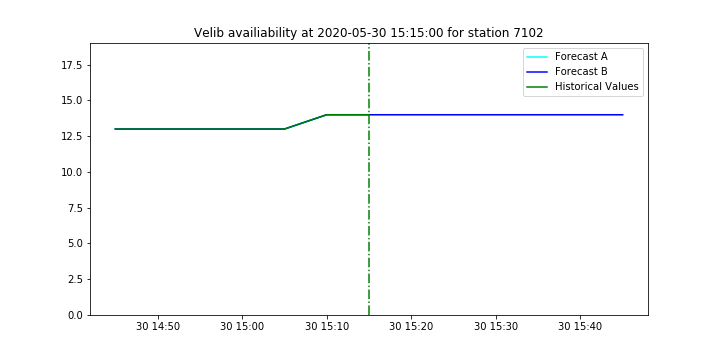 Velib availiability at 2020-05-30 15:15:00 for station 7102
Forecast A
Forecast B
Historical Values
17.5
15.0
12.5
10.0
7.5
5.0
2.5
0.0
30 14:50 30 15:00 30 15:10 30 15:20 30 15:30 30 15:40